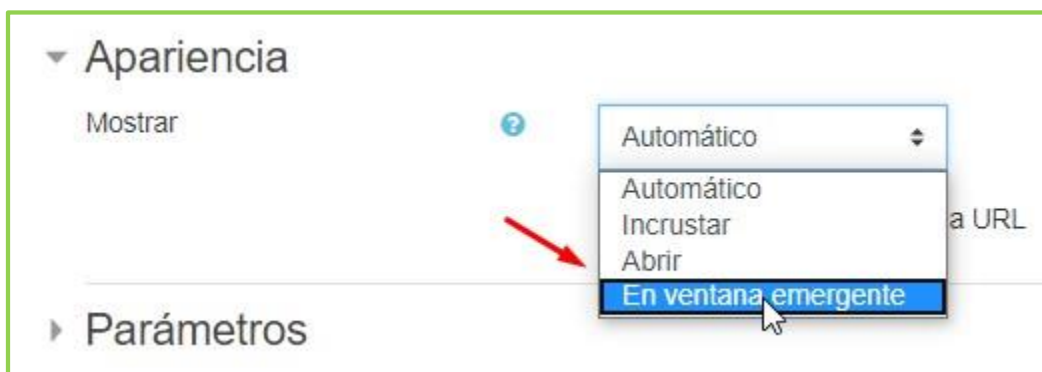 Apariencia
Mostrar
Automático
Automático
Incrustar
a URL
Abrir
En ventana emergente
Parámetros